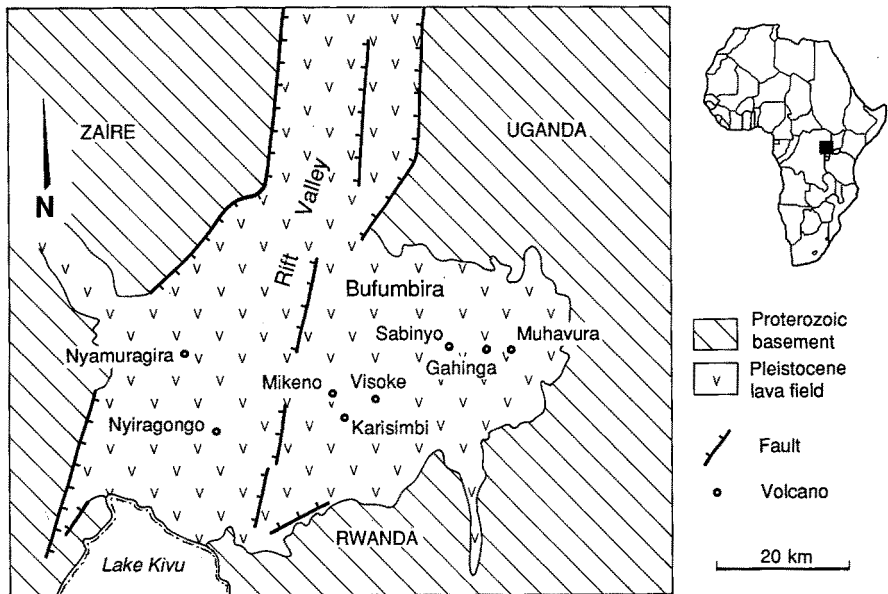 ZAIRE
UGANDA
N
Rift Valley
Bufumbira
Sabinyo
Muhavura
Gahinga
Nyamuragira
Mikeno
Visoke
Karisimbi
Nyiragongo
RWANDA
Lake Kivu
Proterozoic
basement
v Pleistocene
lava field
Fault
Volcano
20 km